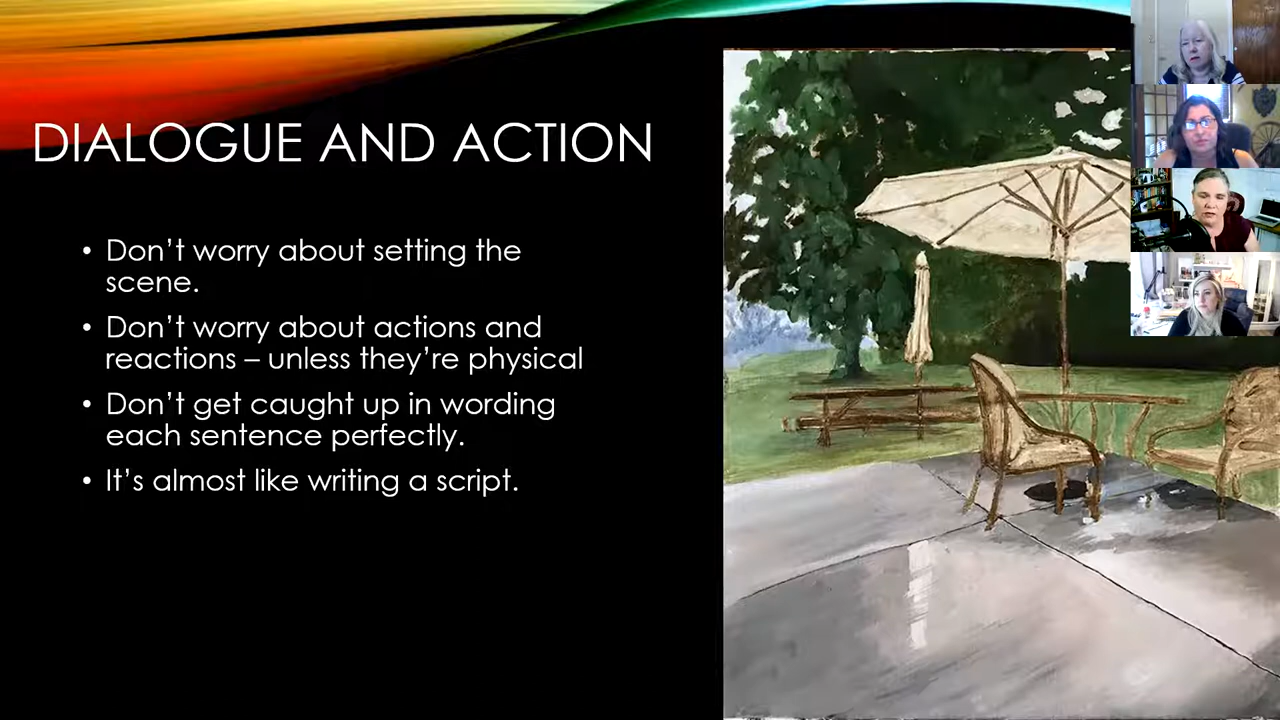 DIALOGUE AND ACTION
• Don’t worry about setting the
scene.
• Don’t worry about actions and
reactions – unless they’re physical
• Don’t get caught up in wording
each sentence perfectly.
• It’s almost like writing a script.